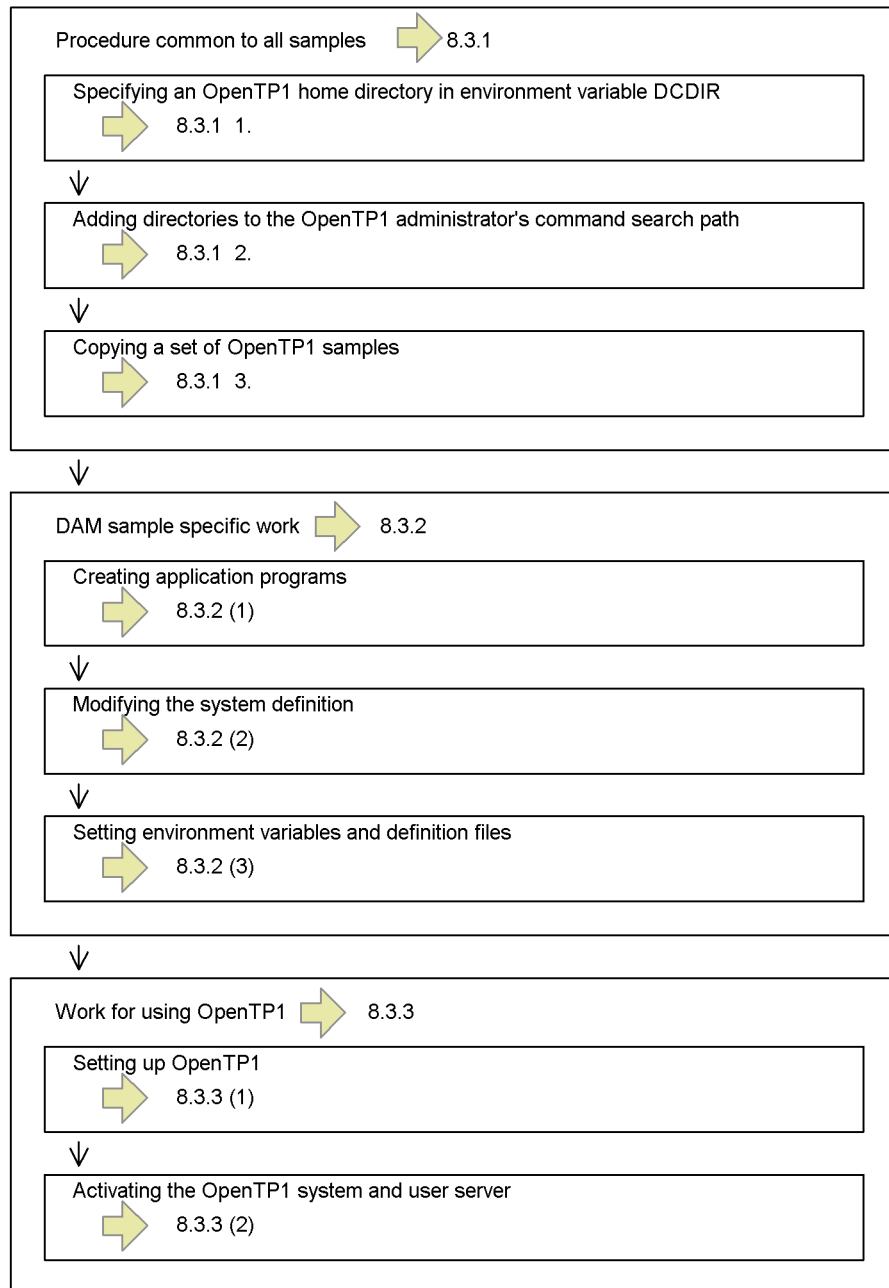 Procedure common to all samples 8.3.1
Specifying an OpenTP1 home directory in environment variable DCDIR
8.3.1 1.
Adding directories to the OpenTP1 administrator's command search path
8.3.1 2.
Copying a set of OpenTP1 samples
8.3.1 3.
DAM sample specific work 8.3.2
Creating application programs
8.3.2 (1)
Modifying the system definition
8.3.2 (2)
Setting environment variables and definition files
8.3.2 (3)
Work for using OpenTP1 8.3.3
Setting up OpenTP1
8.3.3 (1)
Activating the OpenTP1 system and user server
8.3.3 (2)